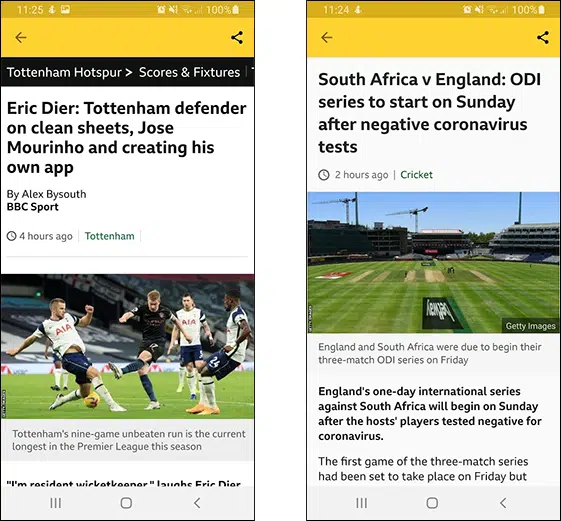 11:25
100%
Tottenham Hotspur > Scores & Fixtures
Eric Dier: Tottenham defender
on clean sheets, Jose
Mourinho and creating his
own app
By Alex Bysouth
BBC Sport
4 hours ago | Tottenham
AIA
AIA
GETTY IMAGES
Tottenham's nine-game unbeaten run is the current
longest in the Premier League this season
"I'm resident wicketkeeper," laughs Eric Dier
11:24
100%
South Africa v England: ODI
series to start on Sunday
after negative coronavirus
tests
2 hours ago | Cricket
GETTY IMAGES
Getty Images
England and South Africa were due to begin their
three-match ODI series on Friday
England's one-day international series
against South Africa will begin on Sunday
after the hosts' players tested negative for
coronavirus.
The first game of the three-match series
had been set to take place on Friday but